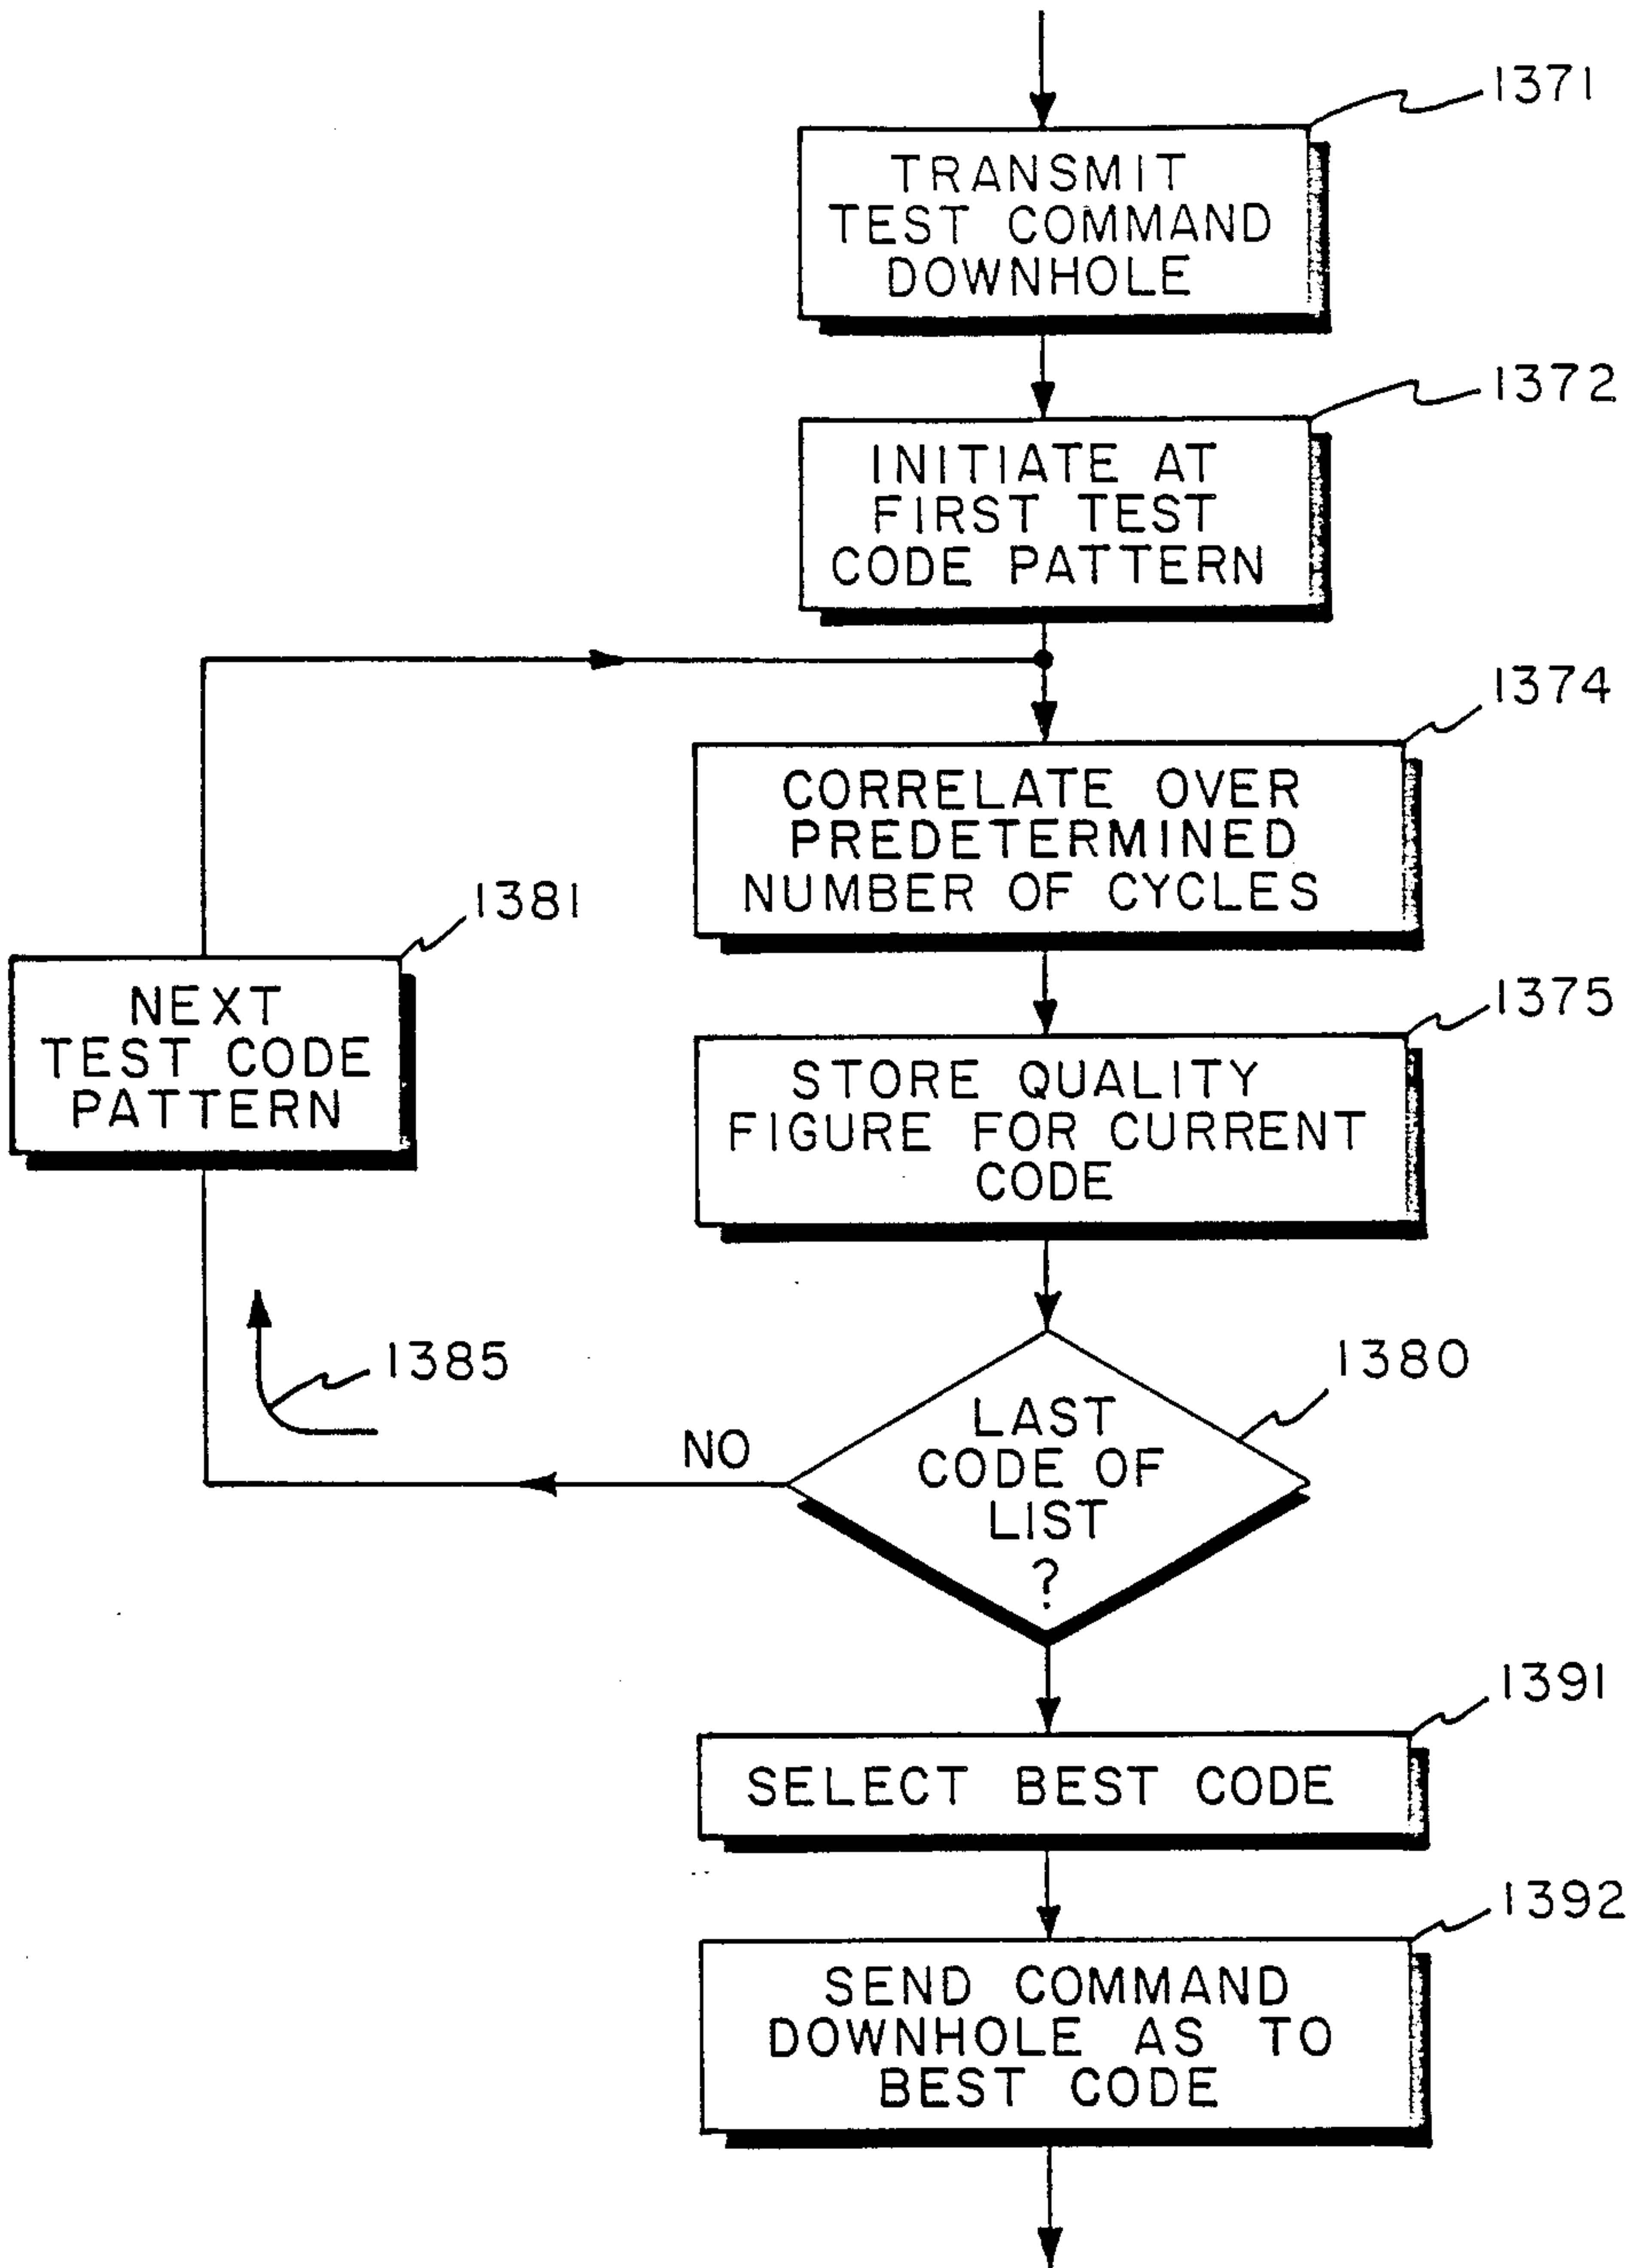 1371
TRANSMIT
TEST COMMAND
DOWNHOLE
1372
INITIATE AT
FIRST TEST
CODE PATTERN
1374
CORRELATE OVER
PREDETERMINED
NUMBER OF CYCLES
1381
NEXT
TEST CODE
PATTERN
1375
STORE QUALITY
FIGURE FOR CURRENT
CODE
1385
1380
LAST
CODE OF
LIST
?
NO
1391
SELECT BEST CODE
1392
SEND COMMAND
DOWNHOLE AS TO
BEST CODE